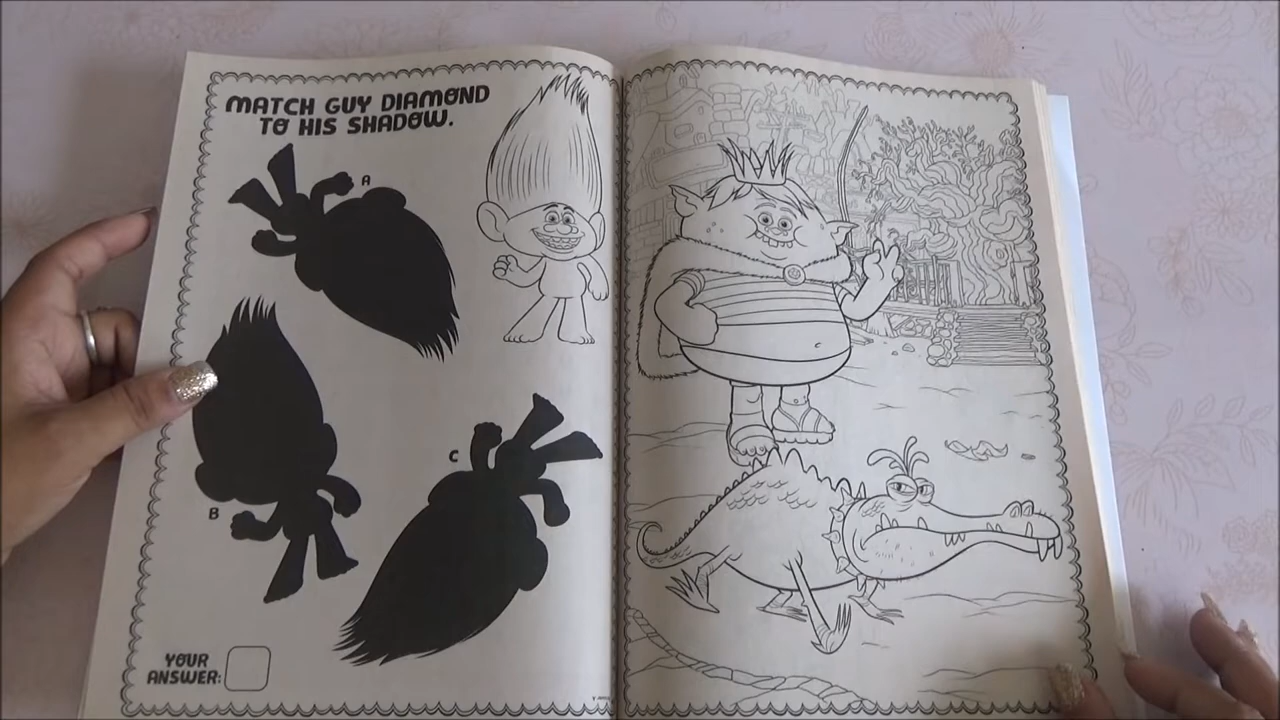 MATCH GUY DIAMOND
TO HIS SHADOW.
A
B
C
YOUR
ANSWER: